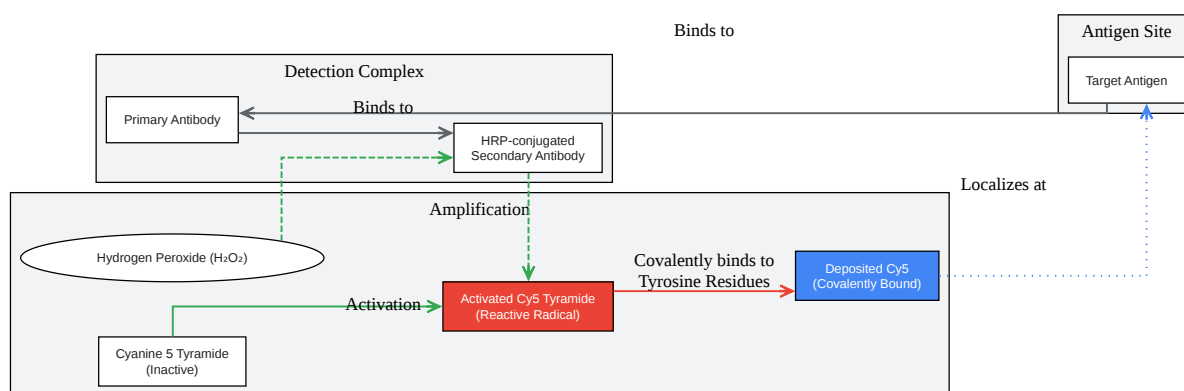 Binds to
Antigen Site
Target Antigen
Detection Complex
Primary Antibody
Binds to
HRP-conjugated
Secondary Antibody
Localizes at
Amplification
Hydrogen Peroxide (H₂O₂)
Covalently binds to
Tyrosine Residues
Deposited Cy5
(Covalently Bound)
Activation
Activated Cy5 Tyramide
(Reactive Radical)
Cyanine 5 Tyramide
(Inactive)